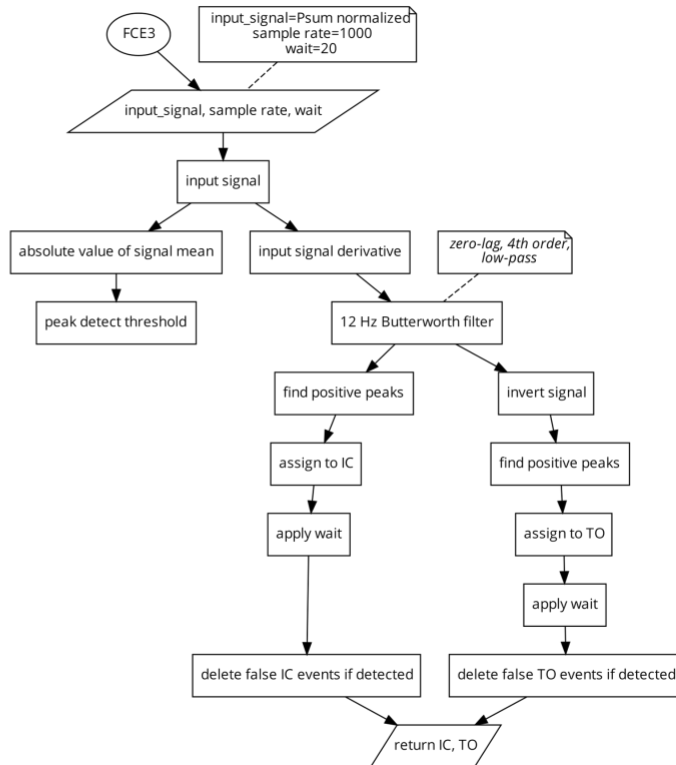 FCE3
input_signal=Psum normalized
sample rate=1000
wait=20
input_signal, sample rate, wait
input signal
absolute value of signal mean
input signal derivative
zero-lag, 4th order,
low-pass
peak detect threshold
12 Hz Butterworth filter
find positive peaks
invert signal
assign to IC
find positive peaks
apply wait
assign to TO
apply wait
delete false IC events if detected
delete false TO events if detected
return IC, TO